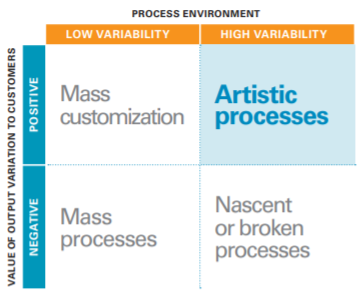 PROCESS ENVIRONMENT
LOW VARIABILITY
HIGH VARIABILITY
VALUE OF OUTPUT VARIATION TO CUSTOMERS
POSITIVE
Mass
customization
Artistic
processes
NEGATIVE
Mass
processes
Nascent
or broken
processes